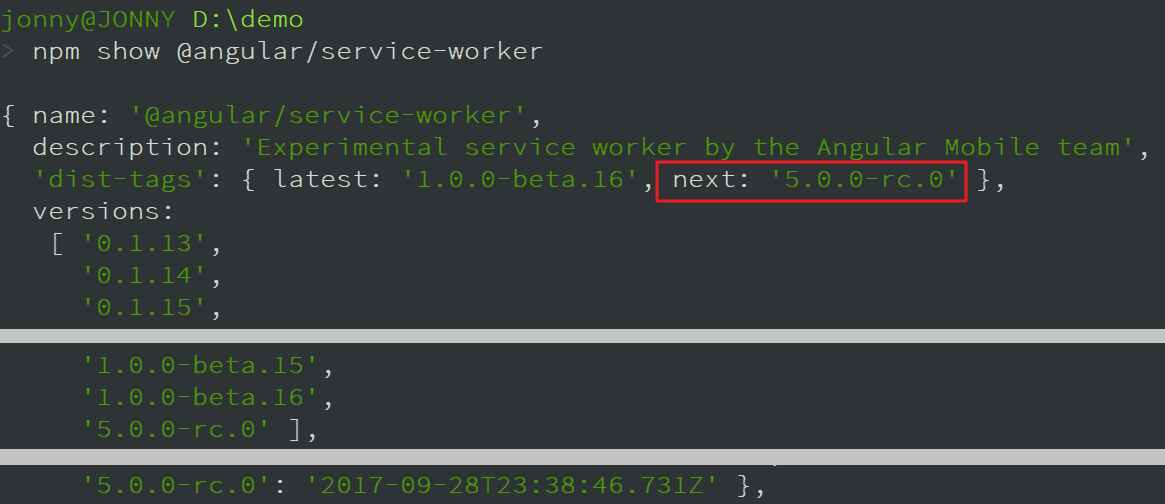 jonny@JONNY D:\demo
> npm show @angular/service-worker
{ name: '@angular/service-worker',
  description: 'Experimental service worker by the Angular Mobile team',
  'dist-tags': { latest: '1.0.0-beta.16', next: '5.0.0-rc.0' },
  versions:
   [ '0.1.13',
     '0.1.14',
     '0.1.15',
     '1.0.0-beta.15',
     '1.0.0-beta.16',
     '5.0.0-rc.0' ],
     '5.0.0-rc.0': '2017-09-28T23:38:46.731Z' },